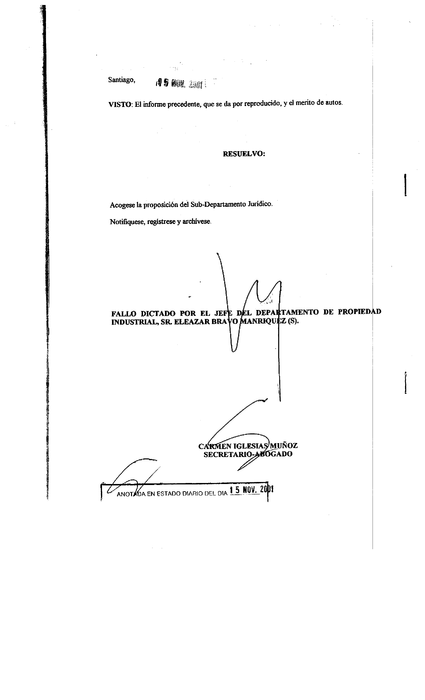 Santiago, 15 NOV. 2001
VISTO: El informe precedente, que se da por reproducido, y el merito de autos.
RESUELVO:
Acogese la proposición del Sub-Departamento Jurídico.
Notifiquese, registrese y archívese.
FALLO DICTADO POR EL JEFE DEL DEPARTAMENTO DE PROPIEDAD
INDUSTRIAL, SR. ELEAZAR BRAVO MANRIQUEZ (S).
CARMEN IGLESIAS MUÑOZ
SECRETARIO-ABOGADO
ANOTADA EN ESTADO DIARIO DEL DIA 15 NOV. 2001